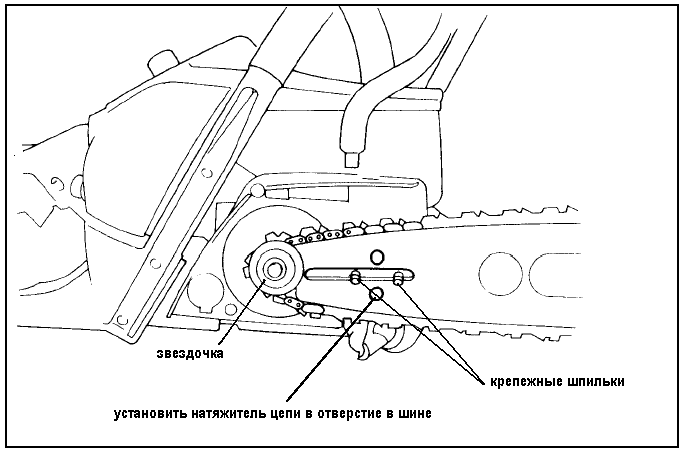 звездочка
крепежные шпильки
установить натяжитель цепи в отверстие в шине